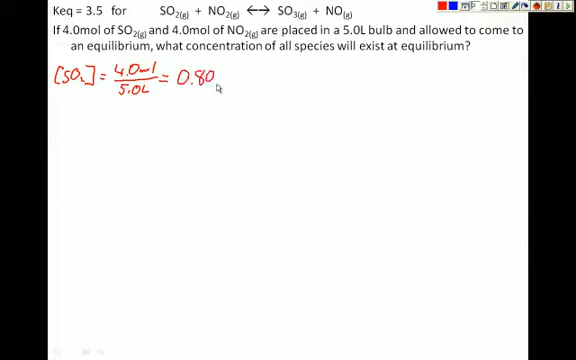 Keq = 3.5 for SO₂(g) + NO₂(g) ⟷ SO₃(g) + NO(g)
If 4.0mol of SO₂(g) and 4.0mol of NO₂(g) are placed in a 5.0L bulb and allowed to come to
an equilibrium, what concentration of all species will exist at equilibrium?
[SO₂] = 4.0mol / 5.0L = 0.80